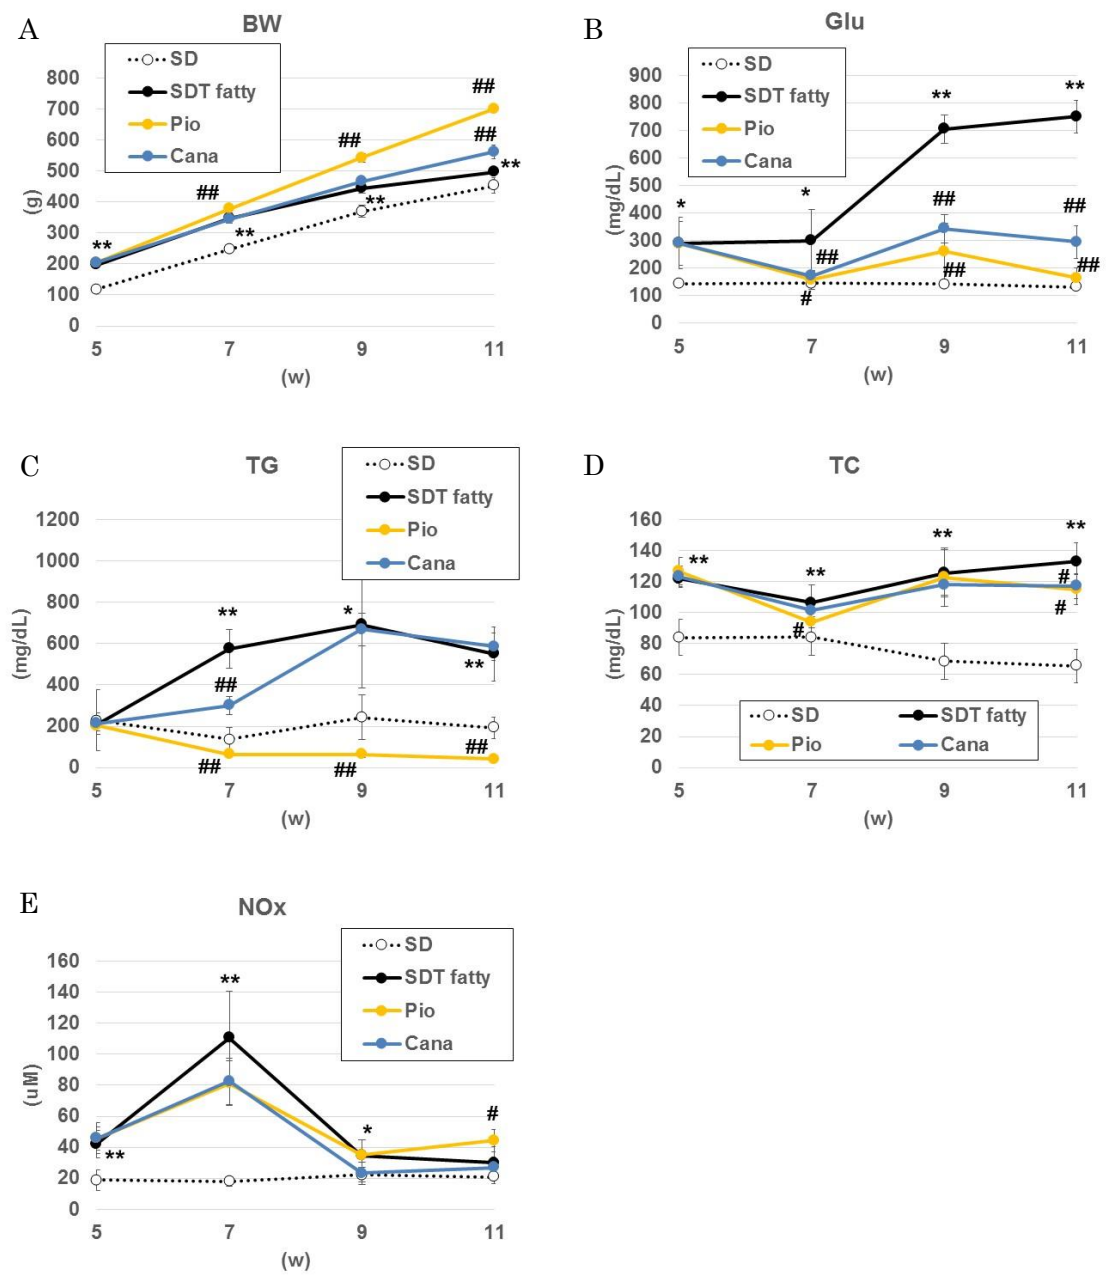 A
BW
SD
SDT fatty
Pio
Cana
800
700
600
500
400
300
200
100
0
(g)
**
##
**
##
**
##
##
**
5 7 9 11
(w)
B
Glu
SD
SDT fatty
Pio
Cana
900
800
700
600
500
400
300
200
100
0
(mg/dL)
*
*
##
#
**
##
##
**
##
##
5 7 9 11
(w)
C
TG
SD
SDT fatty
Pio
Cana
1200
1000
800
600
400
200
0
(mg/dL)
**
##
##
*
##
**
##
5 7 9 11
(w)
D
TC
160
140
120
100
80
60
40
20
0
(mg/dL)
**
**
#
**
**
#
#
SD SDT fatty
Pio Cana
5 7 9 11
(w)
E
NOx
SD
SDT fatty
Pio
Cana
160
140
120
100
80
60
40
20
0
(uM)
**
**
*
#
5 7 9 11
(w)